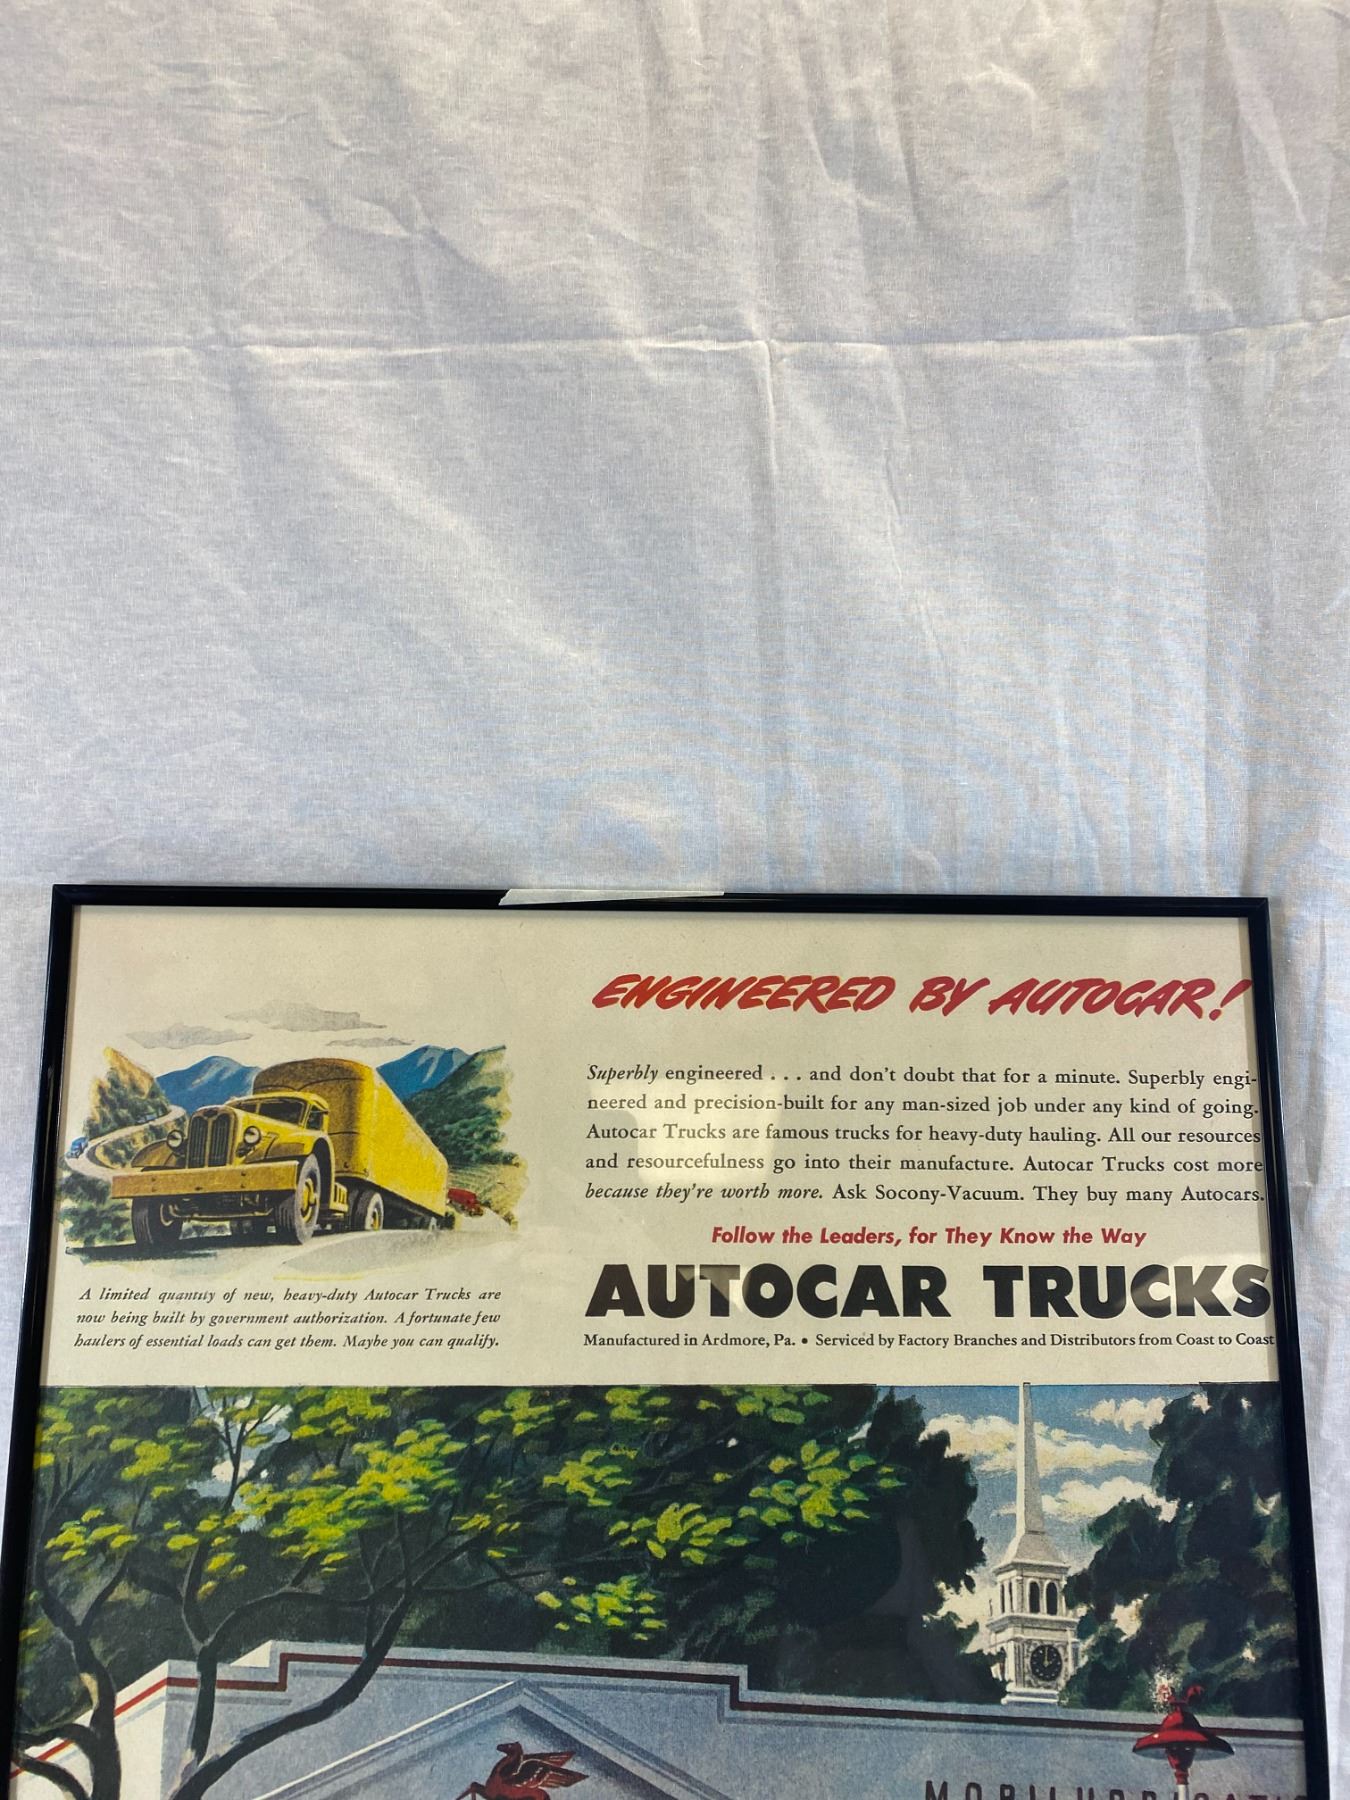 ENGINEERED BY AUTOCAR!
Superbly engineered . . . and don't doubt that for a minute. Superbly engi-
neered and precision-built for any man-sized job under any kind of going.
Autocar Trucks are famous trucks for heavy-duty hauling. All our resources
and resourcefulness go into their manufacture. Autocar Trucks cost more
because they're worth more. Ask Socony-Vacuum. They buy many Autocars.
Follow the Leaders, for They Know the Way
AUTOCAR TRUCKS
Manufactured in Ardmore, Pa. • Serviced by Factory Branches and Distributors from Coast to Coast
A limited quantity of new, heavy-duty Autocar Trucks are
now being built by government authorization. A fortunate few
haulers of essential loads can get them. Maybe you can qualify.